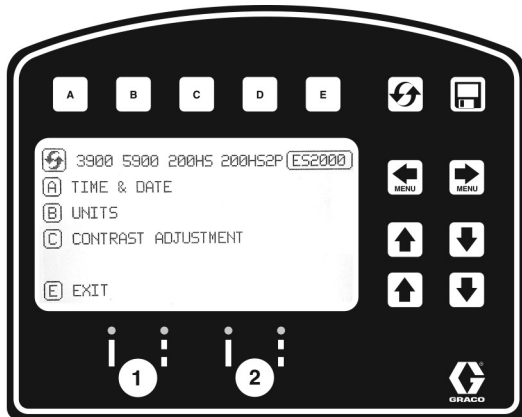 A B C D E
3900 5900 200HS 200HS2P ES2000
A TIME & DATE
B UNITS
C CONTRAST ADJUSTMENT
E EXIT
MENU MENU
1 2
GRACO